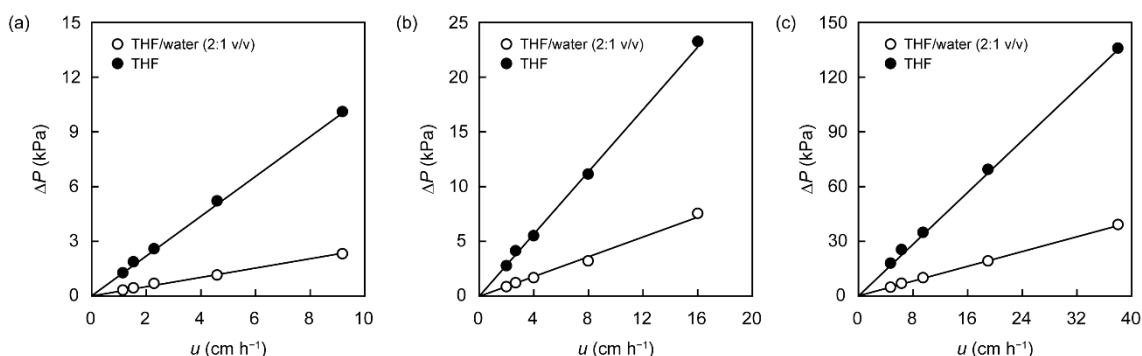 (a)
THF/water (2:1 v/v)
THF
15
12
9
6
3
0
ΔP (kPa)
0 2 4 6 8 10
u (cm h⁻¹)
(b)
THF/water (2:1 v/v)
THF
25
20
15
10
5
0
ΔP (kPa)
0 4 8 12 16 20
u (cm h⁻¹)
(c)
THF/water (2:1 v/v)
THF
150
120
90
60
30
0
ΔP (kPa)
0 8 16 24 32 40
u (cm h⁻¹)